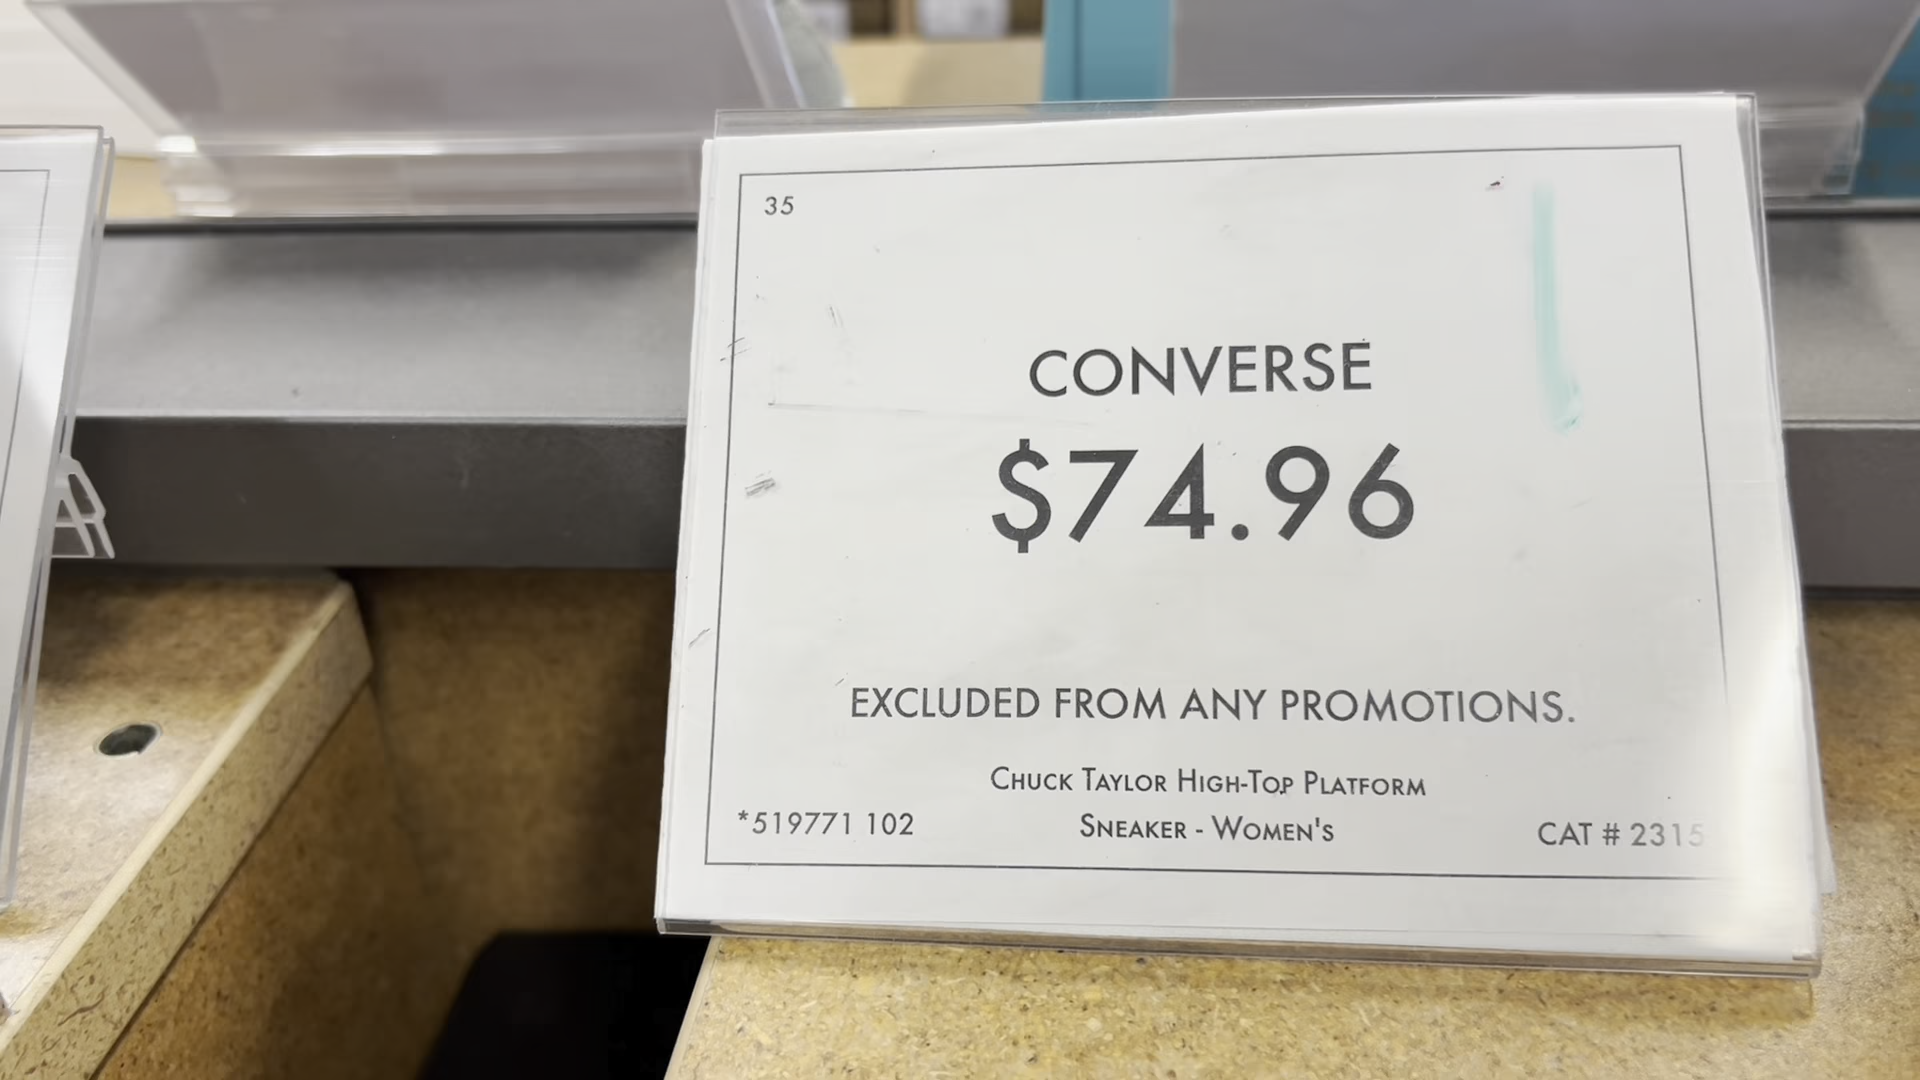 35
CONVERSE
$74.96
EXCLUDED FROM ANY PROMOTIONS.
CHUCK TAYLOR HIGH-TOP PLATFORM
*519771 102
SNEAKER - WOMEN'S
CAT # 2315